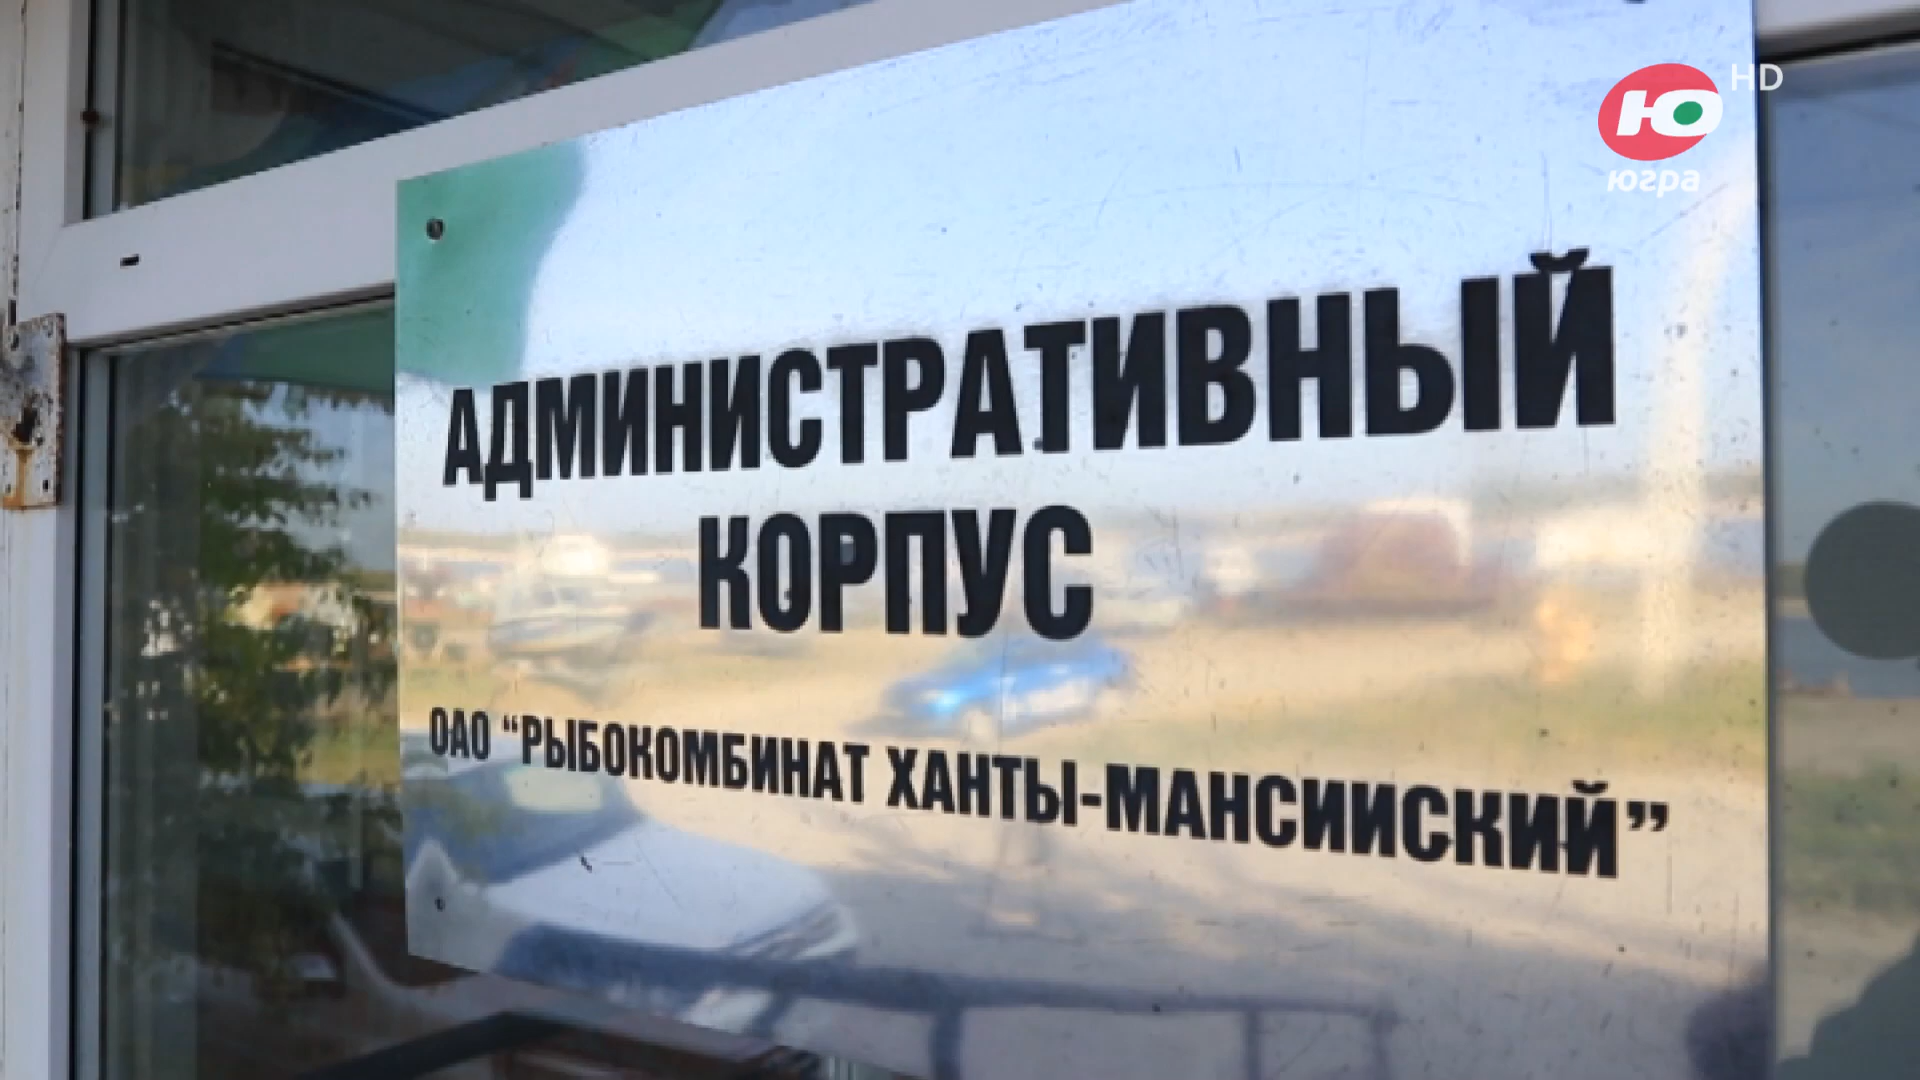 Ю HD
югра
АДМИНИСТРАТИВНЫЙ
КОРПУС
ОАО “РЫБОКОМБИНАТ ХАНТЫ-МАНСИИСКИЙ”